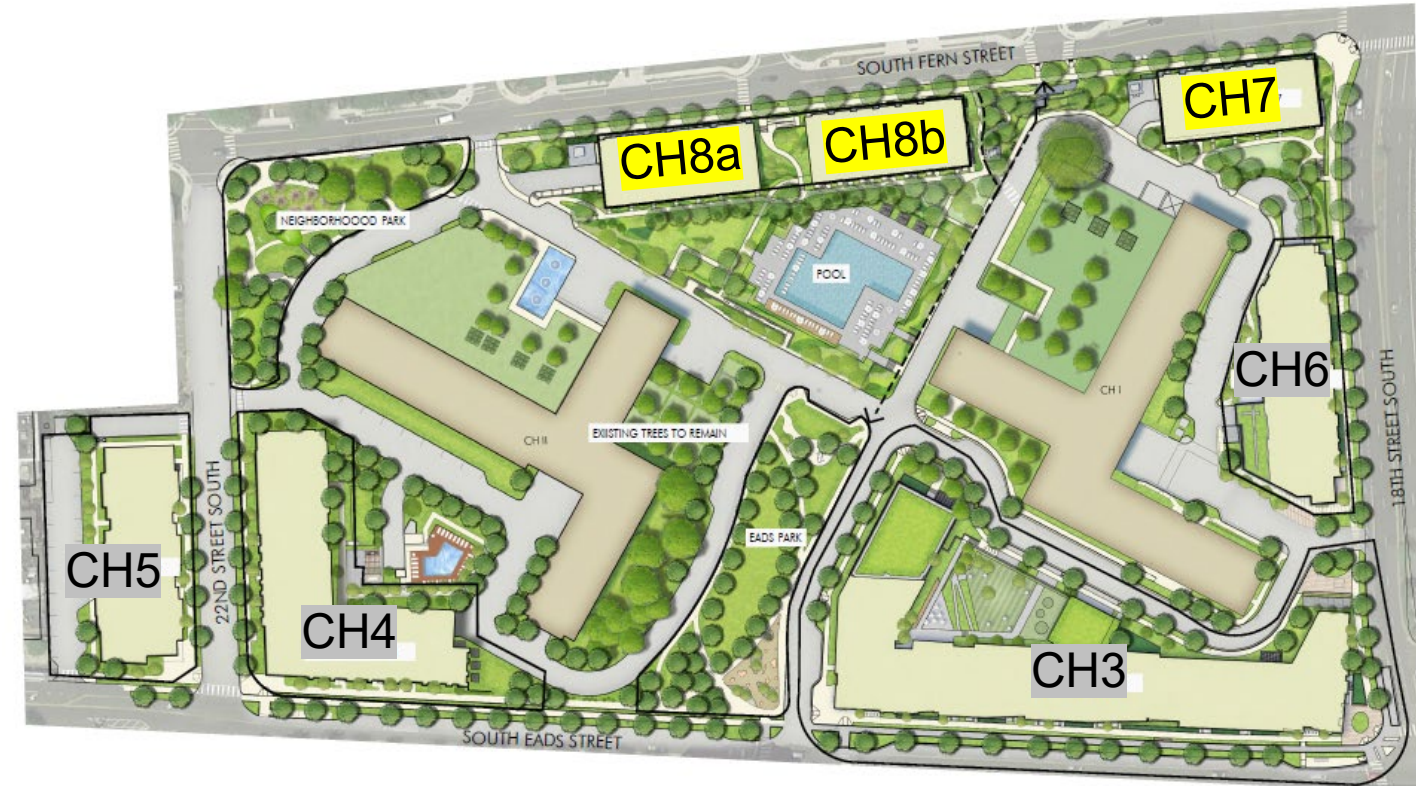 SOUTH FERN STREET
CH7
CH8a
CH8b
NEIGHBORHOOOD PARK
POOL
CH6
18TH STREET SOUTH
CH I
CH II
EXIISTING TREES TO REMAIN
EADS PARK
CH5
22ND STREET SOUTH
CH4
CH3
SOUTH EADS STREET